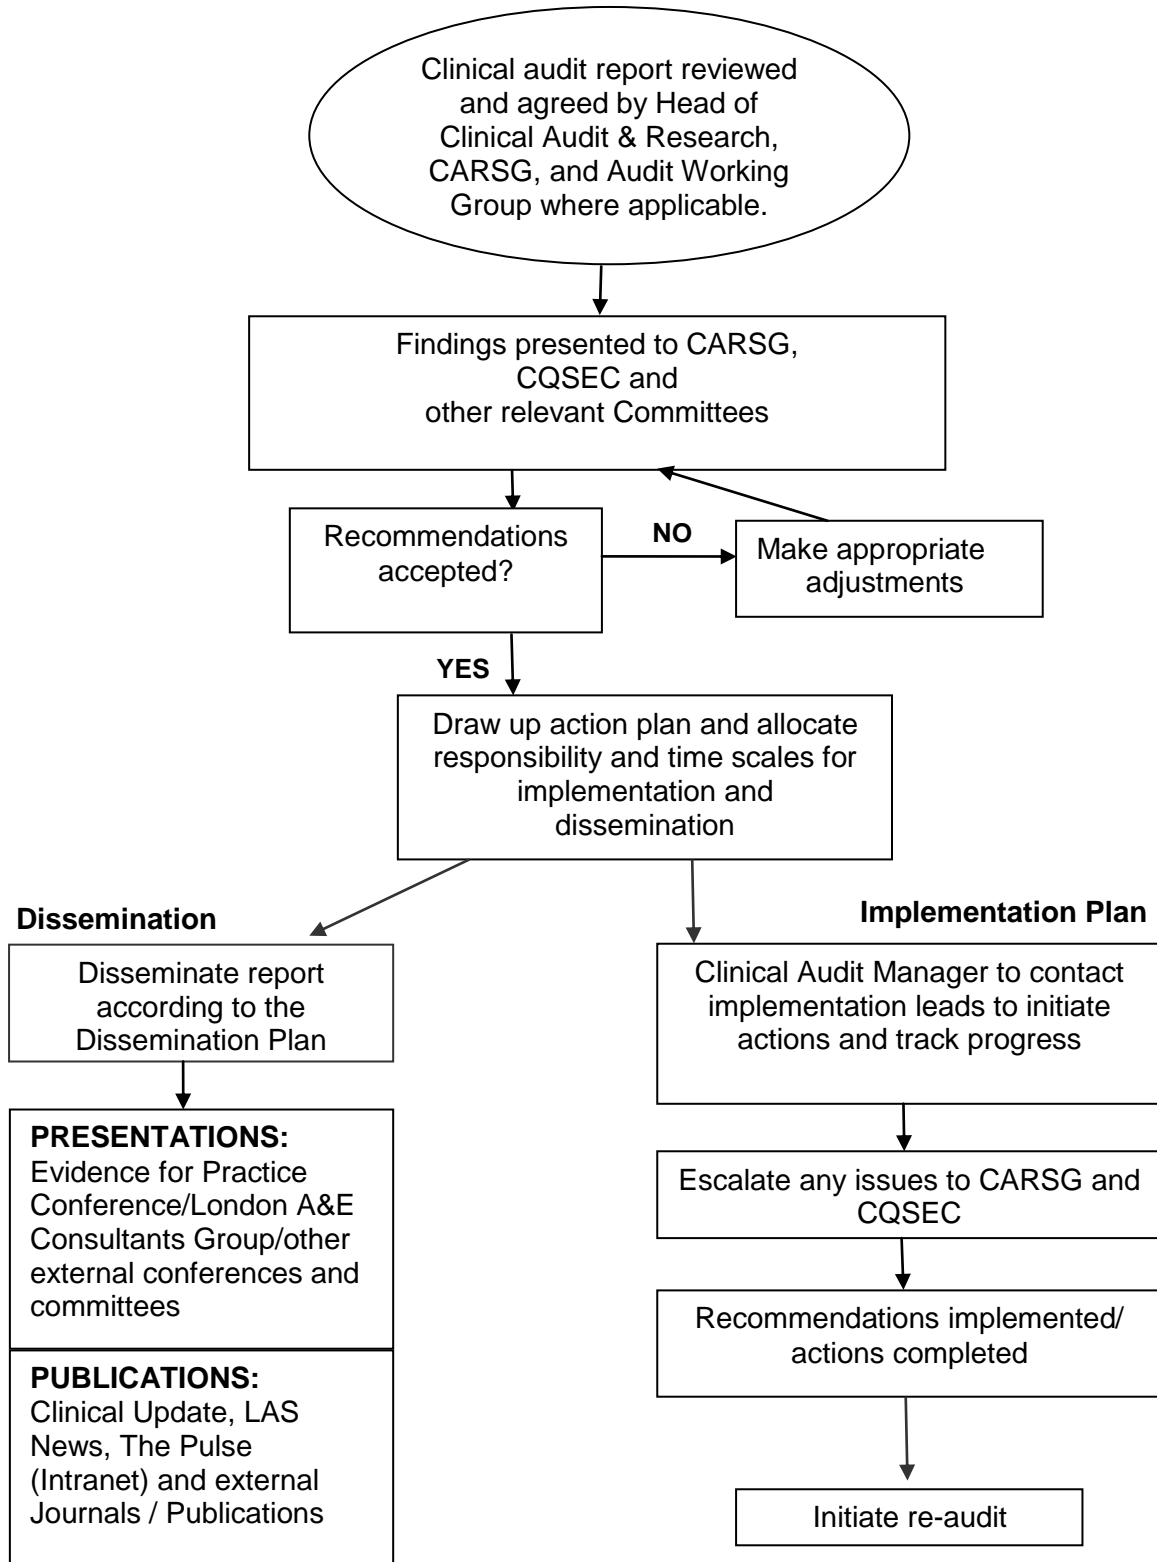 Clinical audit report reviewed
and agreed by Head of
Clinical Audit & Research,
CARSG, and Audit Working
Group where applicable.
Findings presented to CARSG,
CQSEC and
other relevant Committees
Recommendations
accepted?
NO
Make appropriate
adjustments
YES
Draw up action plan and allocate
responsibility and time scales for
implementation and
dissemination
Dissemination
Disseminate report
according to the
Dissemination Plan
PRESENTATIONS:
Evidence for Practice
Conference/London A&E
Consultants Group/other
external conferences and
committees
PUBLICATIONS:
Clinical Update, LAS
News, The Pulse
(Intranet) and external
Journals / Publications
Implementation Plan
Clinical Audit Manager to contact
implementation leads to initiate
actions and track progress
Escalate any issues to CARSG and
CQSEC
Recommendations implemented/
actions completed
Initiate re-audit